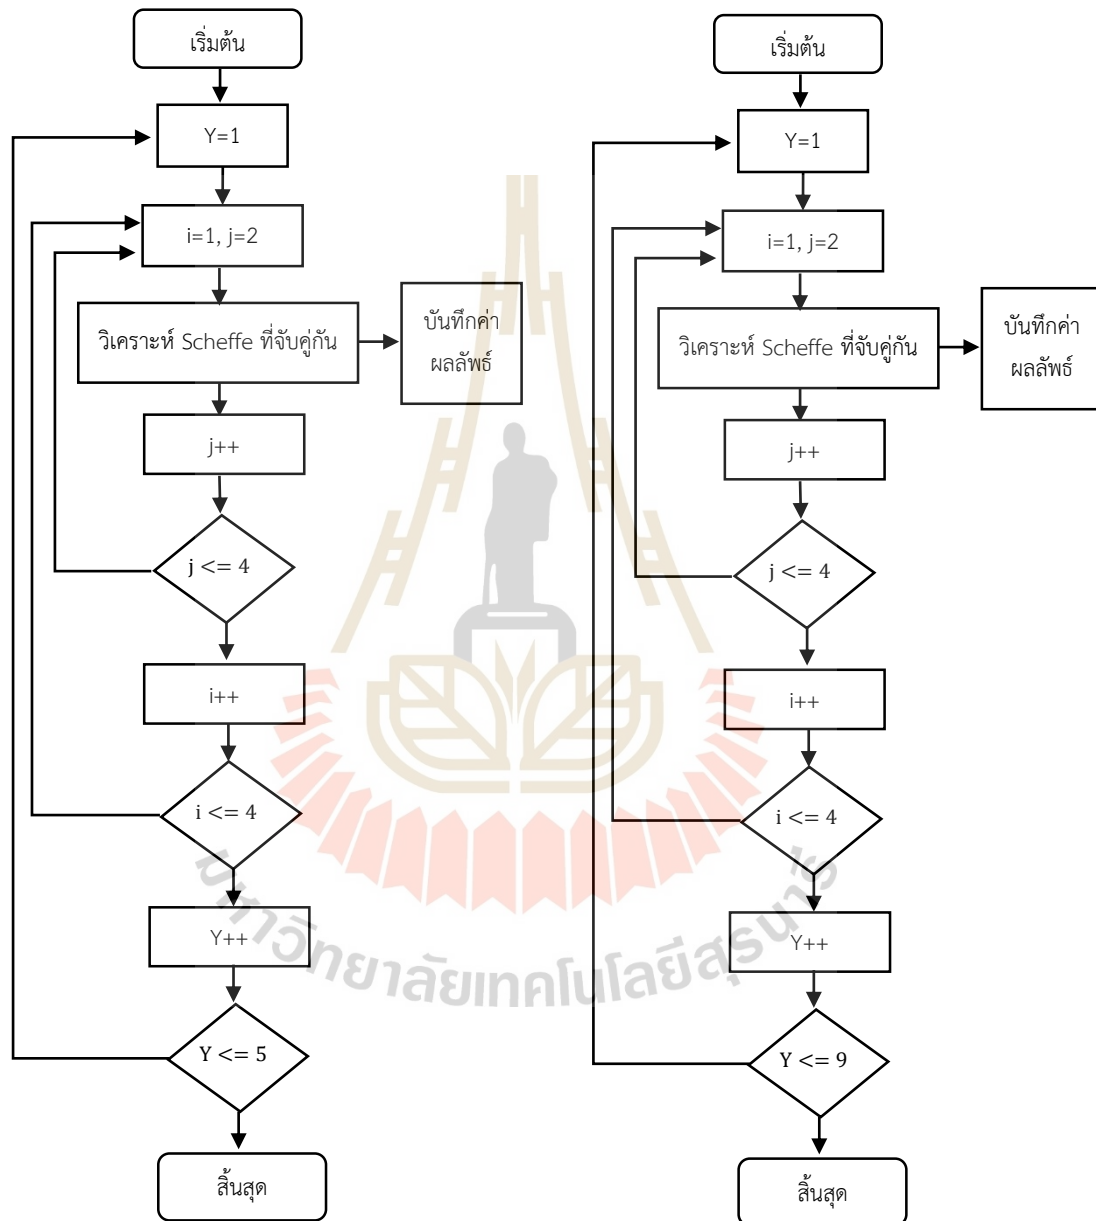 เริ่มต้น
Y=1
i=1, j=2
วิเคราะห์ Scheffe ที่จับคู่กัน
บันทึกค่า
ผลลัพธ์
j++
j <= 4
i++
i <= 4
Y++
Y <= 5
สิ้นสุด
เริ่มต้น
Y=1
i=1, j=2
วิเคราะห์ Scheffe ที่จับคู่กัน
บันทึกค่า
ผลลัพธ์
j++
j <= 4
i++
i <= 4
Y++
Y <= 9
สิ้นสุด
มหาวิทยาลัยเทคโนโลยีสุรนารี